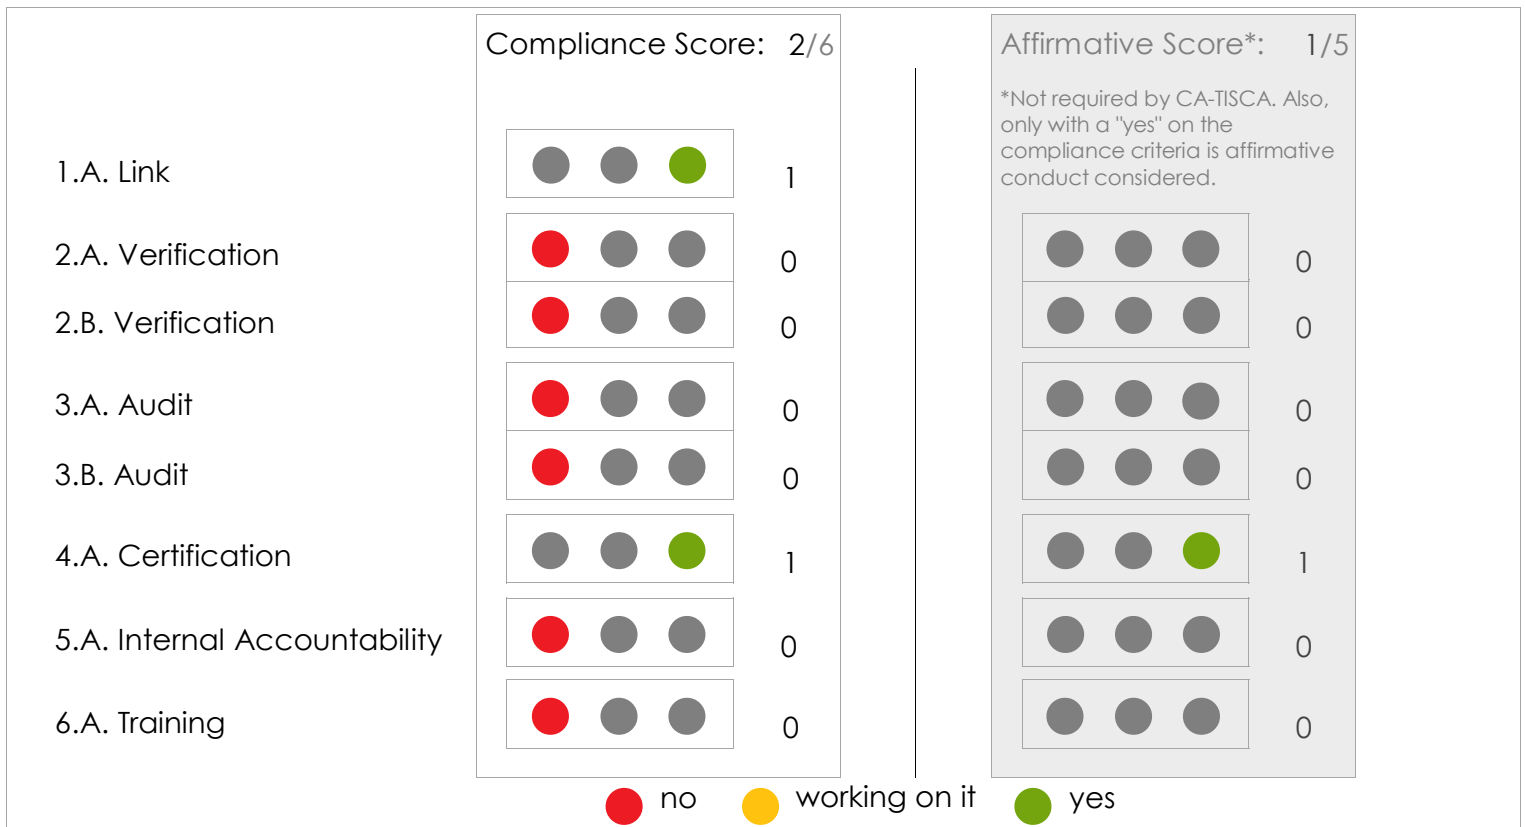 Compliance Score: 2/6
Affirmative Score*: 1/5
*Not required by CA-TISCA. Also,
only with a "yes" on the
compliance criteria is affirmative
conduct considered.
1.A. Link 1
2.A. Verification 0 0
2.B. Verification 0 0
3.A. Audit 0 0
3.B. Audit 0 0
4.A. Certification 1 1
5.A. Internal Accountability 0 0
6.A. Training 0 0
no working on it yes